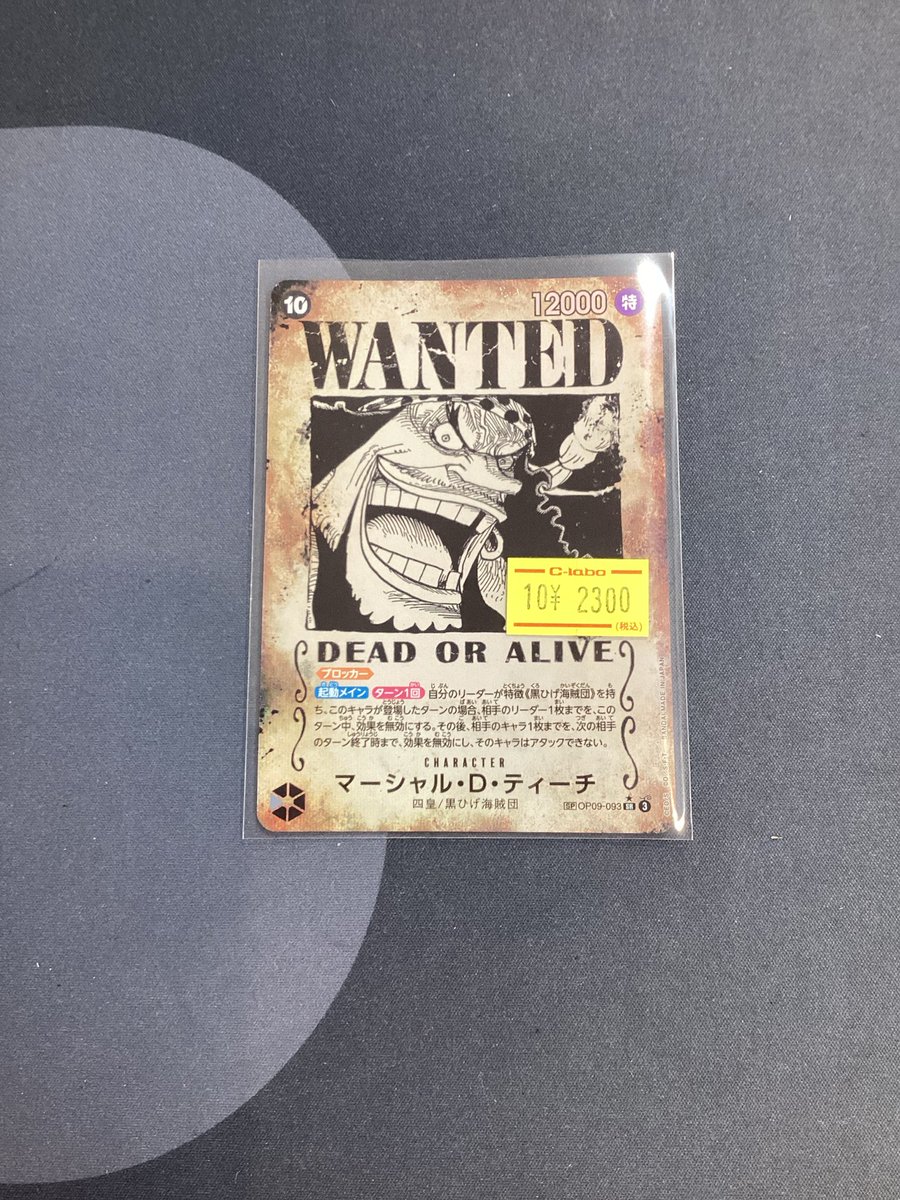 10
12000 特
WANTED
C-labo
10¥ 2300
(税込)
DEAD OR ALIVE
ブロッカー
起動メイン ターン1回 自分のリーダーが特徴《黒ひげ海賊団》を持
ち、このキャラが登場したターンの場合、相手のリーダー1枚までを、この
ターン中、効果を無効にする。その後、相手のキャラ1枚までを、次の相手
のターン終了時まで、効果を無効にし、そのキャラはアタックできない。
CHARACTER
マーシャル・D・ティーチ
四皇/黒ひげ海賊団
SP OP09-093 SR 3